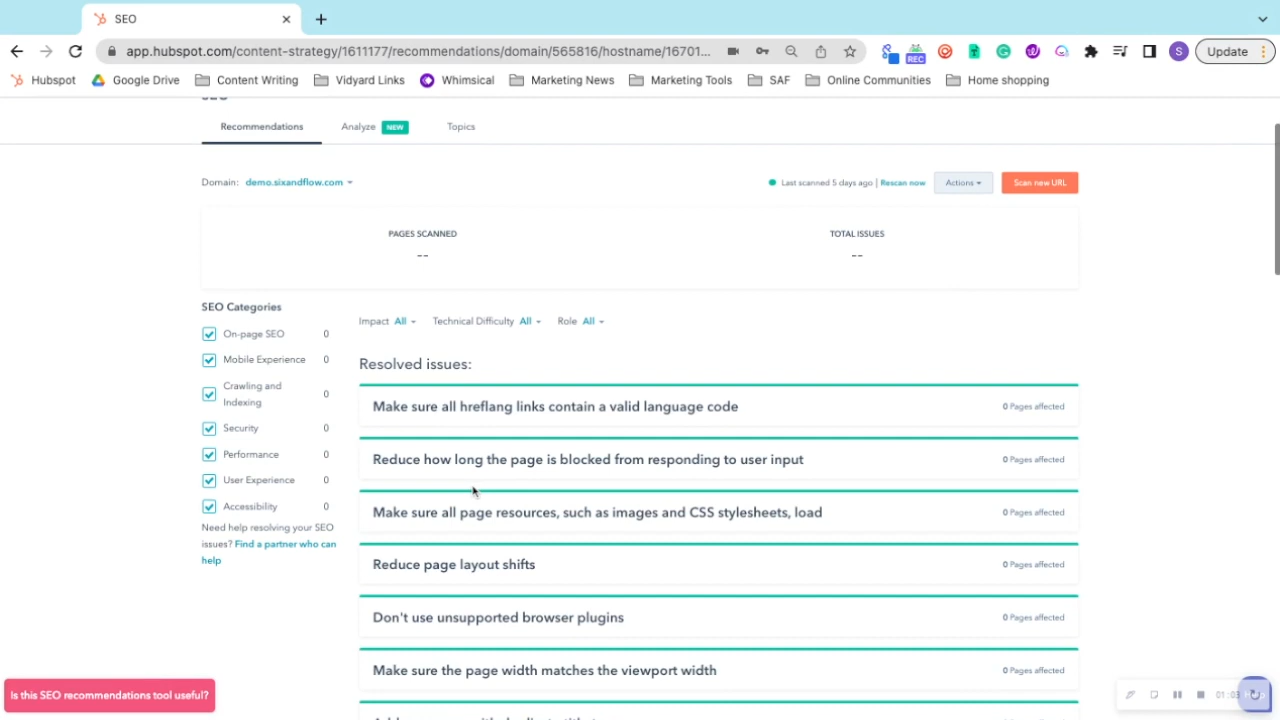 SEO
app.hubspot.com/content-strategy/1611177/recommendations/domain/565816/hostname/16701...
REC
S
Update
Hubspot
Google Drive
Content Writing
Vidyard Links
Whimsical
Marketing News
Marketing Tools
SAF
Online Communities
Home shopping
SEO
Recommendations
Analyze NEW
Topics
Domain: demo.sixandflow.com
Last scanned 5 days ago | Rescan now
Actions
Scan new URL
PAGES SCANNED
--
TOTAL ISSUES
--
SEO Categories
On-page SEO 0
Mobile Experience 0
Crawling and
Indexing 0
Security 0
Performance 0
User Experience 0
Accessibility 0
Need help resolving your SEO
issues? Find a partner who can
help
Impact All
Technical Difficulty All
Role All
Resolved issues:
Make sure all hreflang links contain a valid language code 0 Pages affected
Reduce how long the page is blocked from responding to user input 0 Pages affected
Make sure all page resources, such as images and CSS stylesheets, load 0 Pages affected
Reduce page layout shifts 0 Pages affected
Don't use unsupported browser plugins 0 Pages affected
Make sure the page width matches the viewport width 0 Pages affected
Is this SEO recommendations tool useful?
01:03
Help